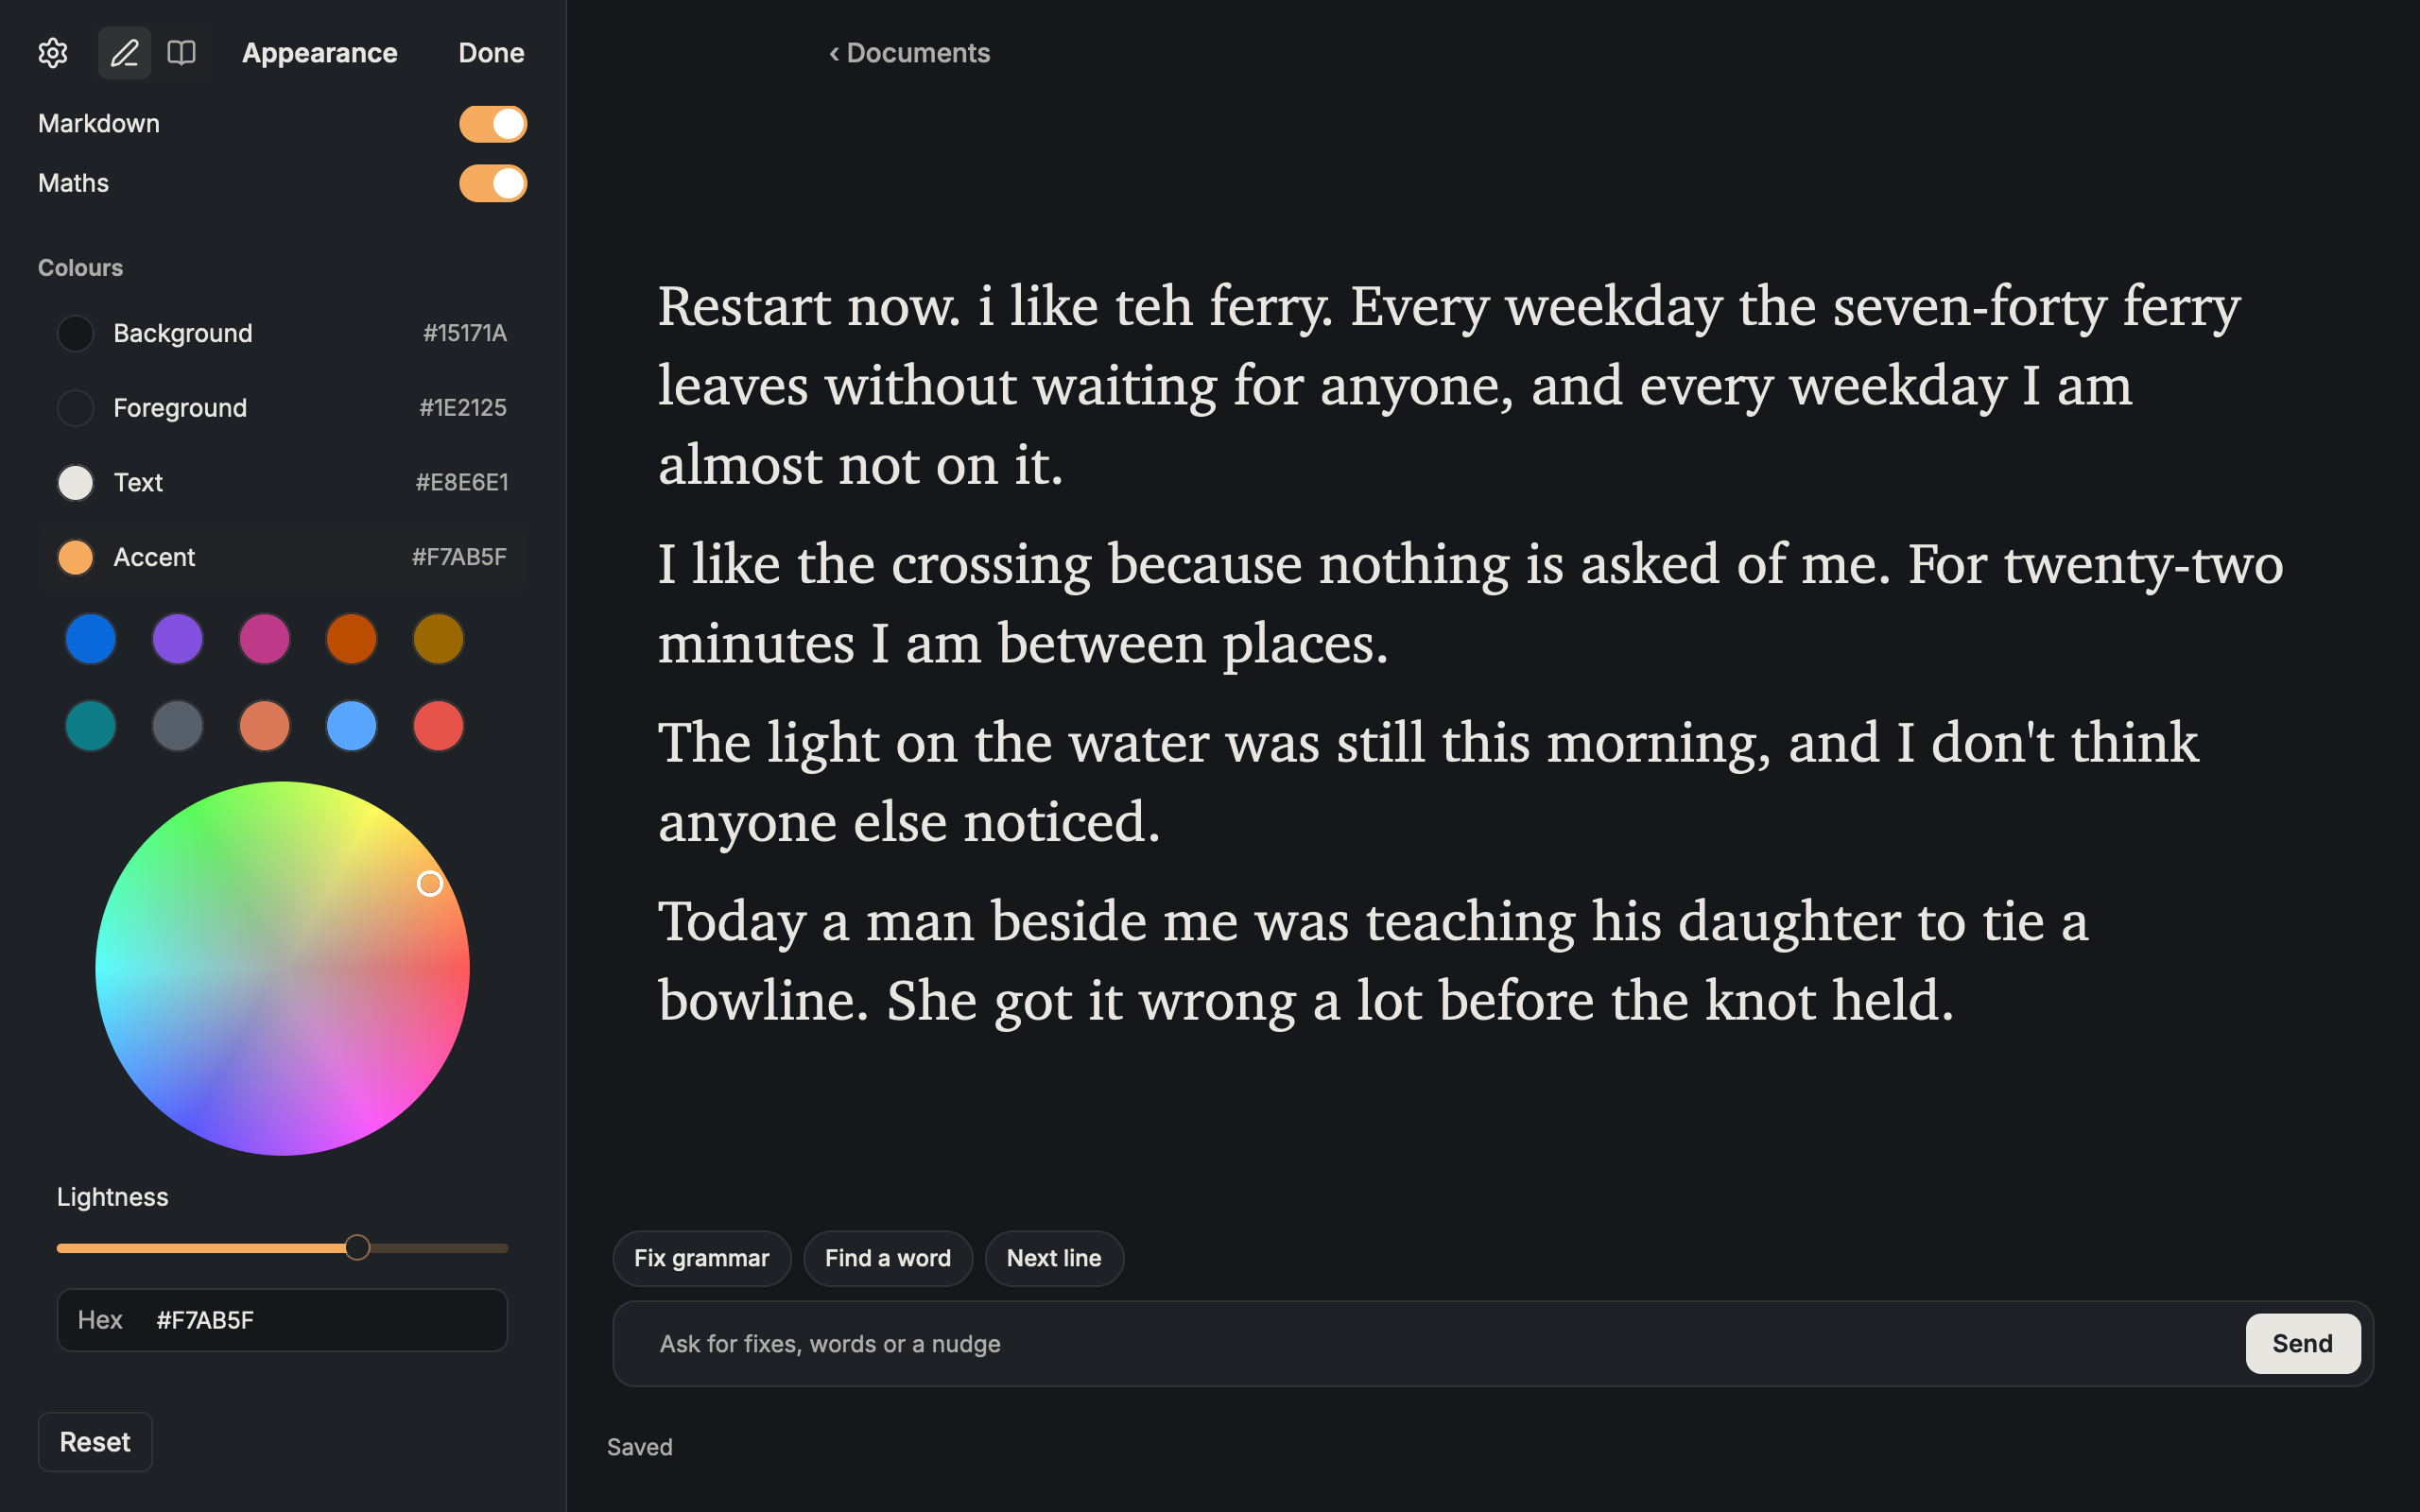 Appearance
Done
Markdown
Maths
Colours
Background #15171A
Foreground #1E2125
Text #E8E6E1
Accent #F7AB5F
Lightness
Hex #F7AB5F
Reset
‹ Documents
Restart now. i like teh ferry. Every weekday the seven-forty ferry
leaves without waiting for anyone, and every weekday I am
almost not on it.
I like the crossing because nothing is asked of me. For twenty-two
minutes I am between places.
The light on the water was still this morning, and I don't think
anyone else noticed.
Today a man beside me was teaching his daughter to tie a
bowline. She got it wrong a lot before the knot held.
Fix grammar
Find a word
Next line
Ask for fixes, words or a nudge
Send
Saved